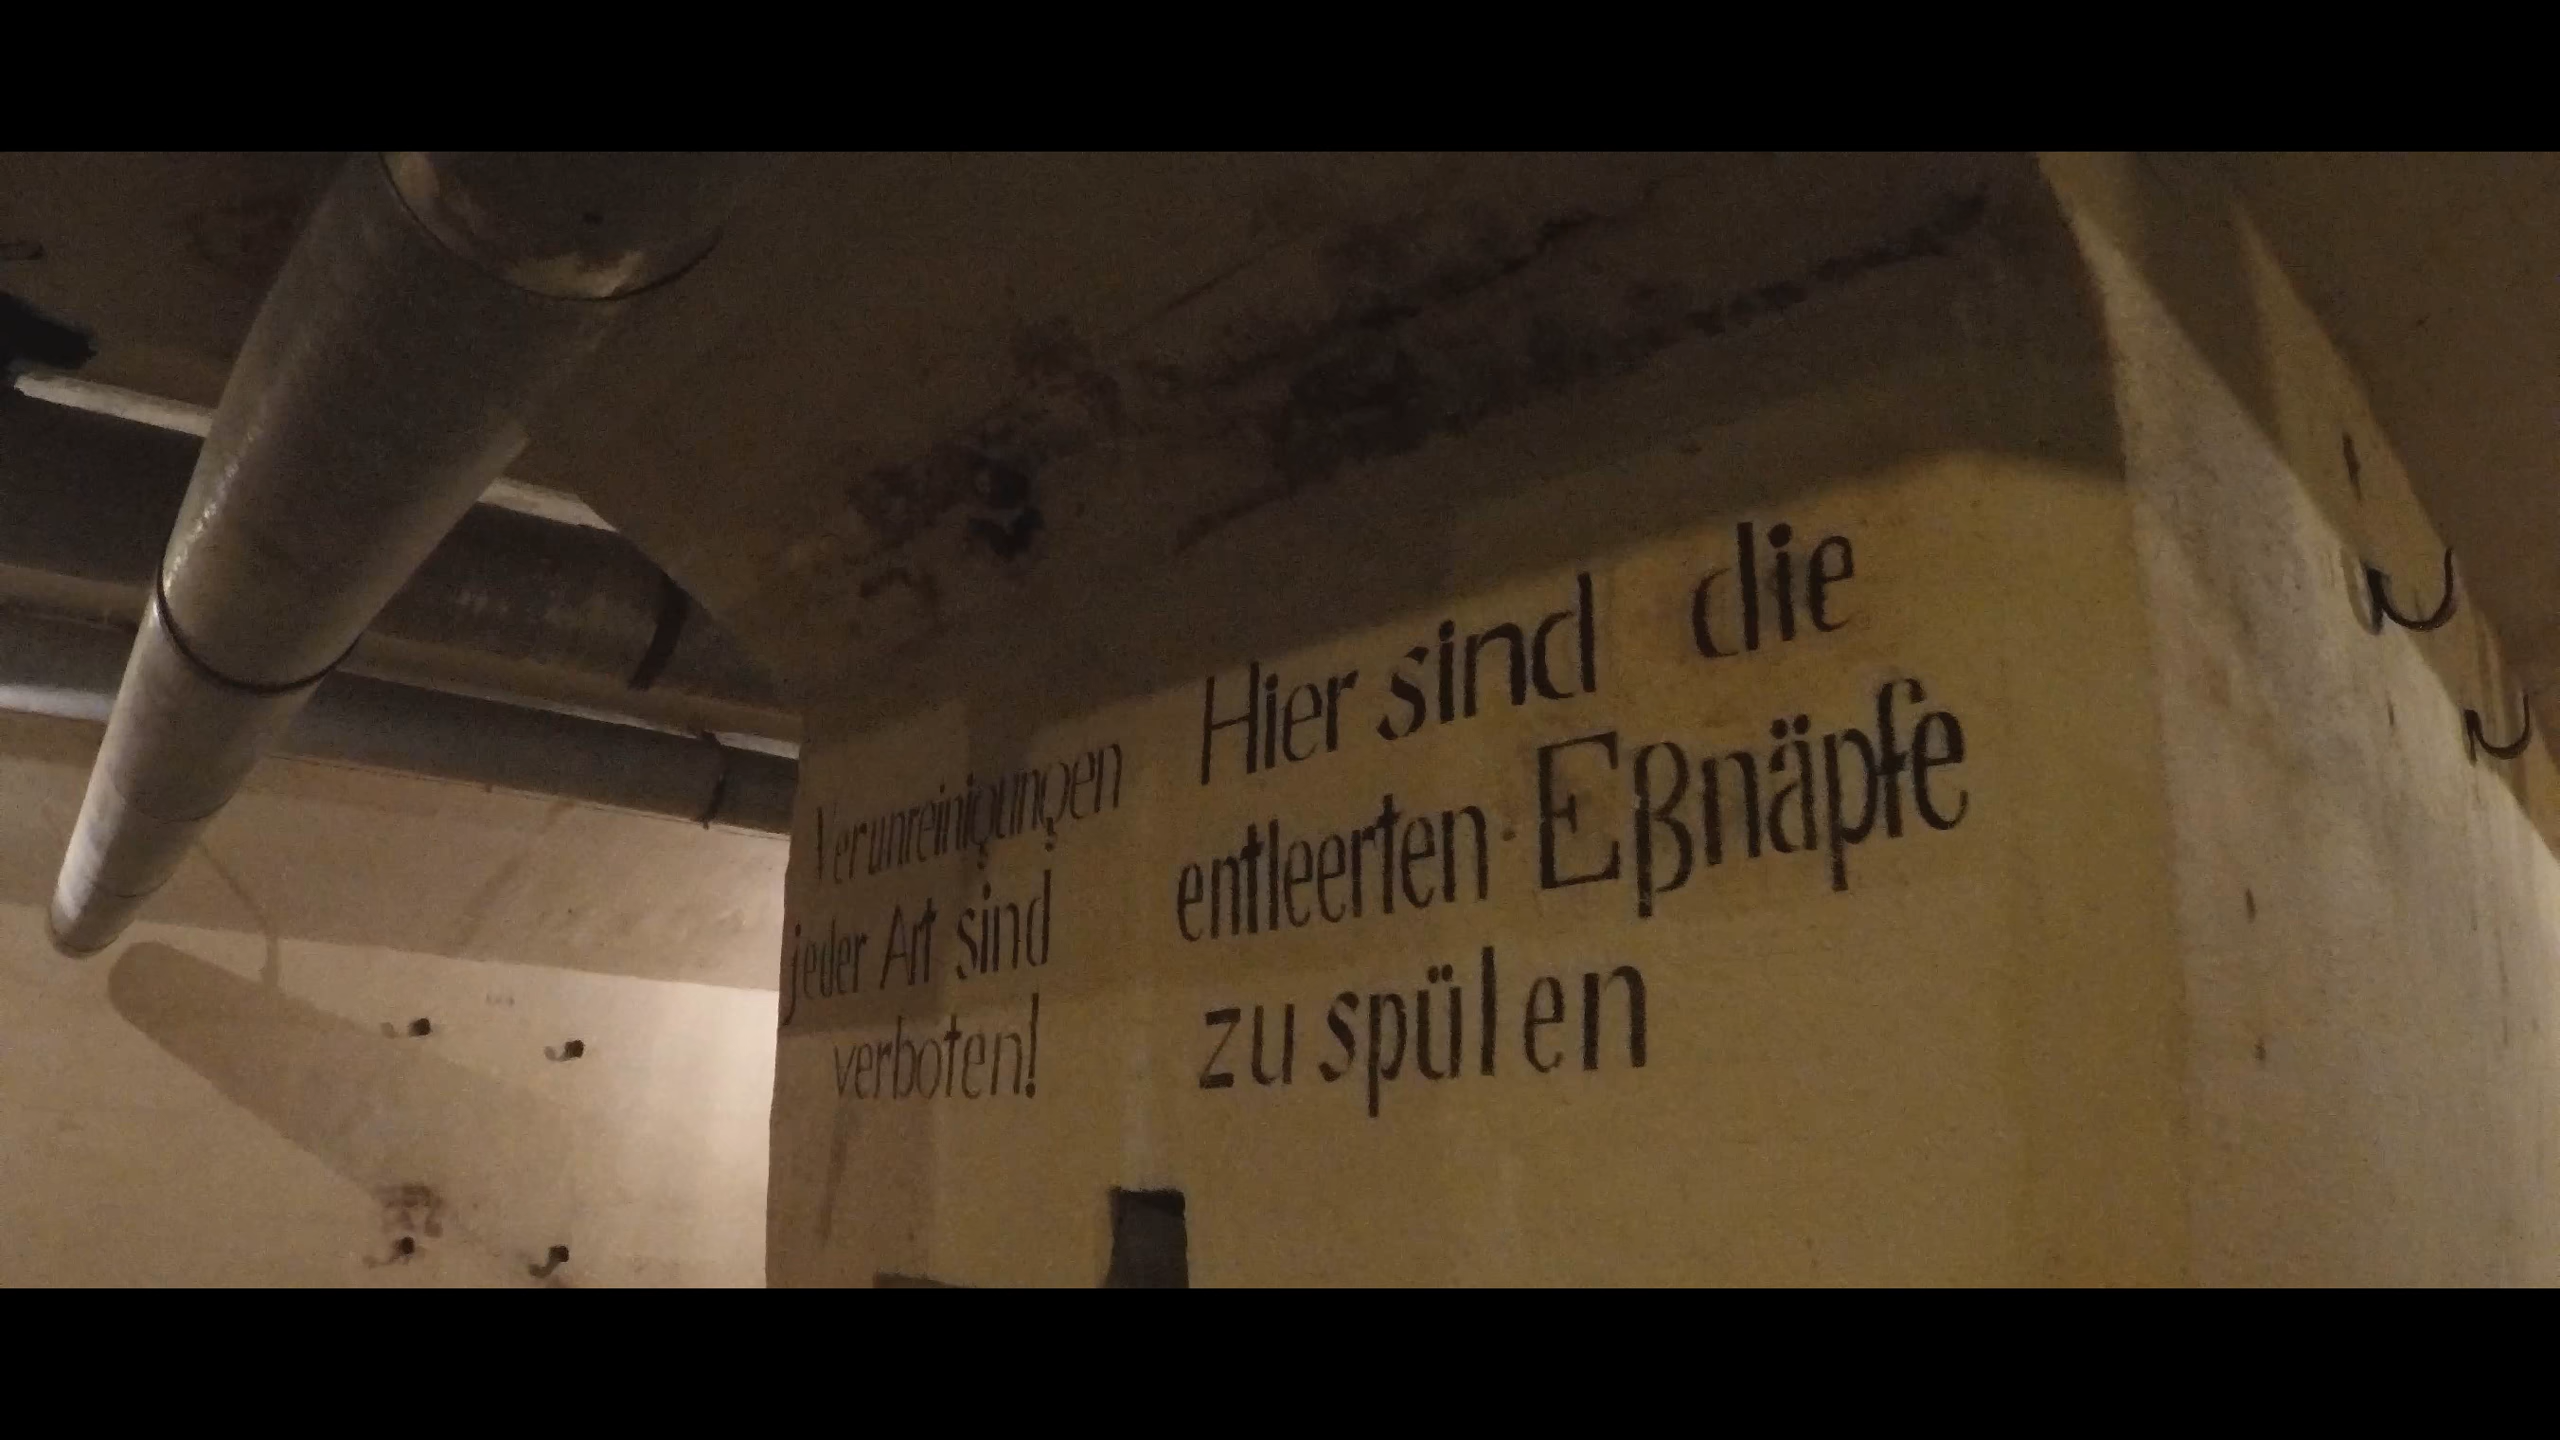 Verunreinigungen
jeder Art sind
verboten!
Hier sind die
entleerten Eßnäpfe
zu spülen